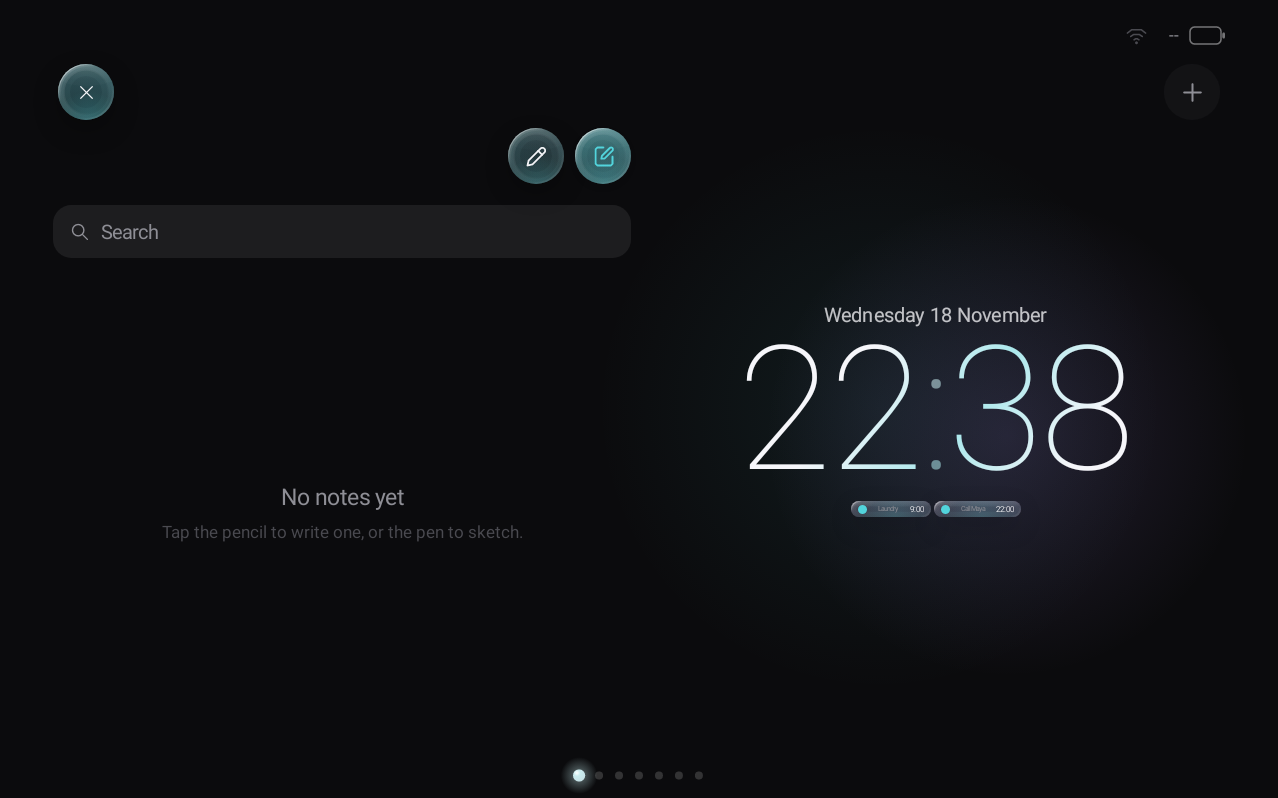 --
Search
Wednesday 18 November
22:38
Laundry 9:00 Call Maya 22:00
No notes yet
Tap the pencil to write one, or the pen to sketch.